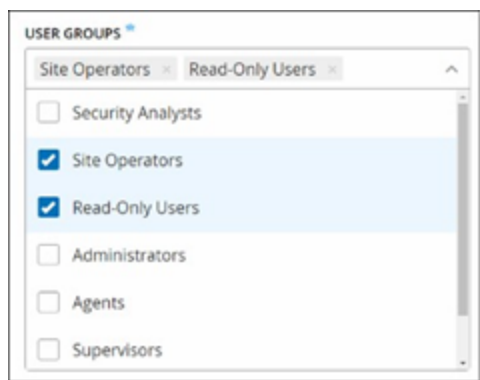 USER GROUPS *
Site Operators × Read-Only Users ×
Security Analysts
Site Operators
Read-Only Users
Administrators
Agents
Supervisors